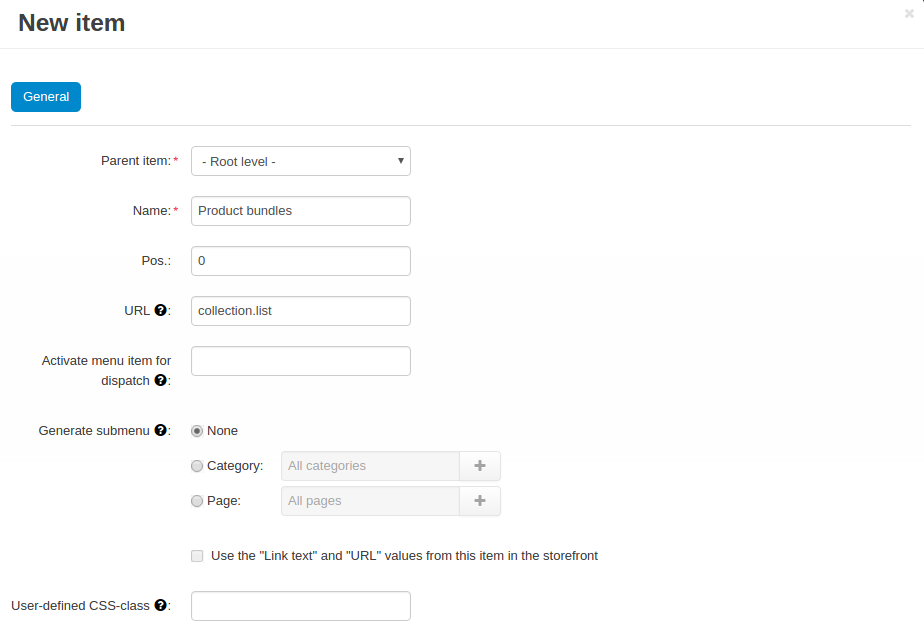 New item
×
General
Parent item:* - Root level -
Name:* Product bundles
Pos.: 0
URL ?: collection.list
Activate menu item for
dispatch ?:
Generate submenu ?: None
Category: All categories +
Page: All pages +
Use the "Link text" and "URL" values from this item in the storefront
User-defined CSS-class ?: